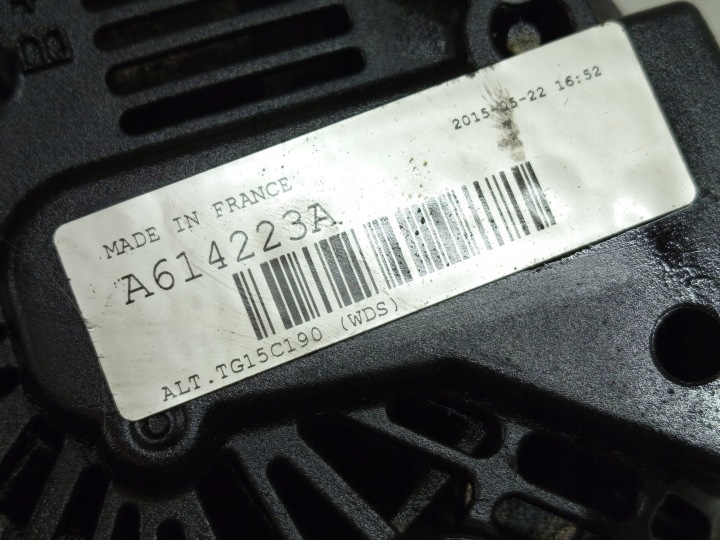 2015-05-22 16:52
MADE IN FRANCE
A614223A
ALT.TG15C190 (WDS)